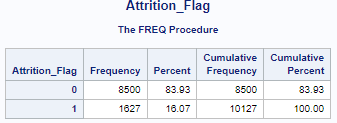 Attrition_Flag
The FREQ Procedure
Attrition_Flag Frequency Percent Cumulative Frequency Cumulative Percent
0 8500 83.93 8500 83.93
1 1627 16.07 10127 100.00